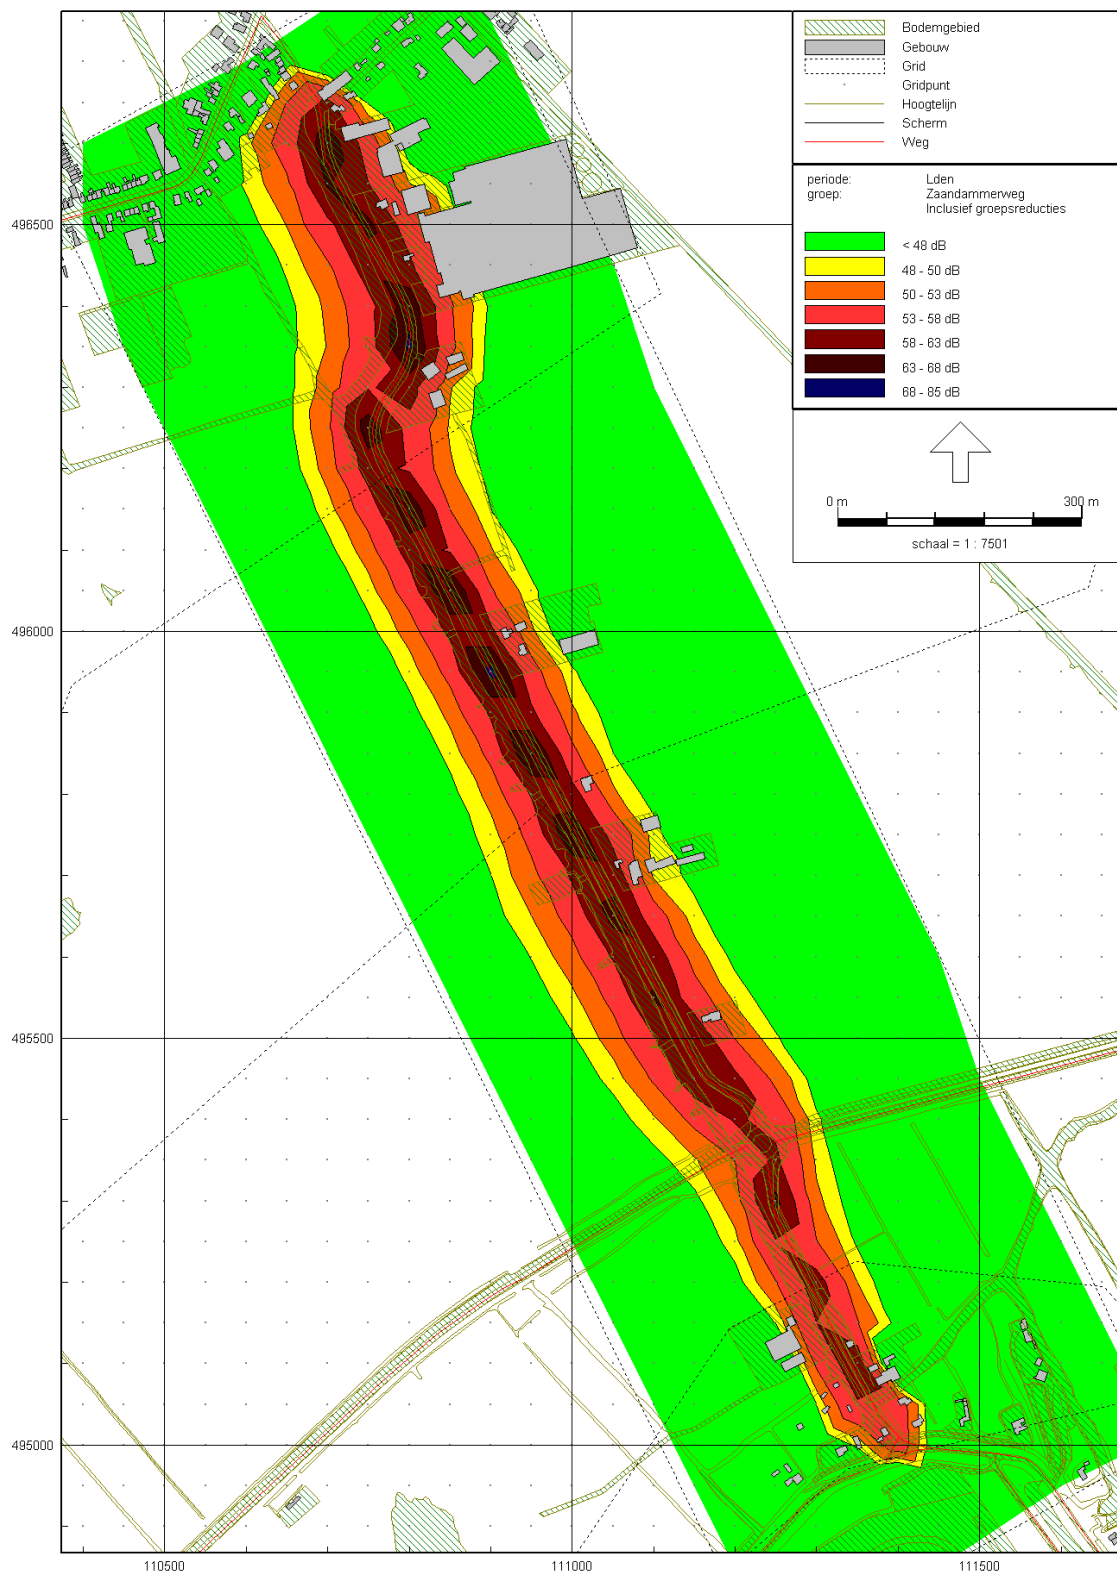 Bodemgebied
Gebouw
Grid
Gridpunt
Hoogtelijn
Scherm
Weg
periode: Lden
groep: Zaandammerweg
Inclusief groepsreducties
< 48 dB
48 - 50 dB
50 - 53 dB
53 - 58 dB
58 - 63 dB
63 - 68 dB
68 - 85 dB
0 m 300 m
schaal = 1 : 7501
496500
496000
495500
495000
110500 111000 111500